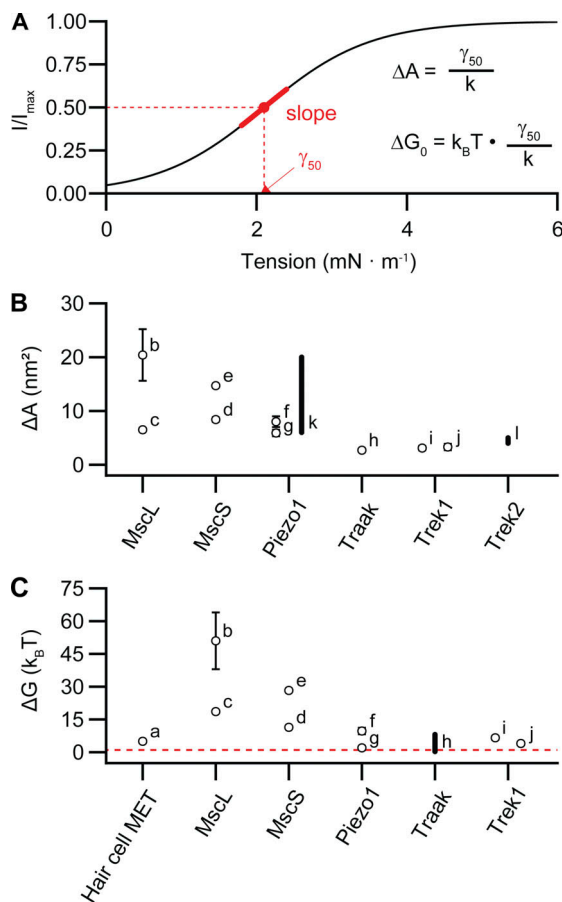 A
1.00
0.75
0.50
0.25
0.00
I/Imax
0
2
4
6
Tension (mN · m⁻¹)
slope
γ50
ΔA = γ50
k
ΔG0 = kBT • γ50
k
B
30
20
10
0
ΔA (nm²)
b
c
e
d
f
g
k
h
i
j
l
MscL
MscS
Piezo1
Traak
Trek1
Trek2
C
75
60
45
30
15
0
ΔG (kBT)
a
b
c
e
d
f
g
h
i
j
Hair cell MET
MscL
MscS
Piezo1
Traak
Trek1